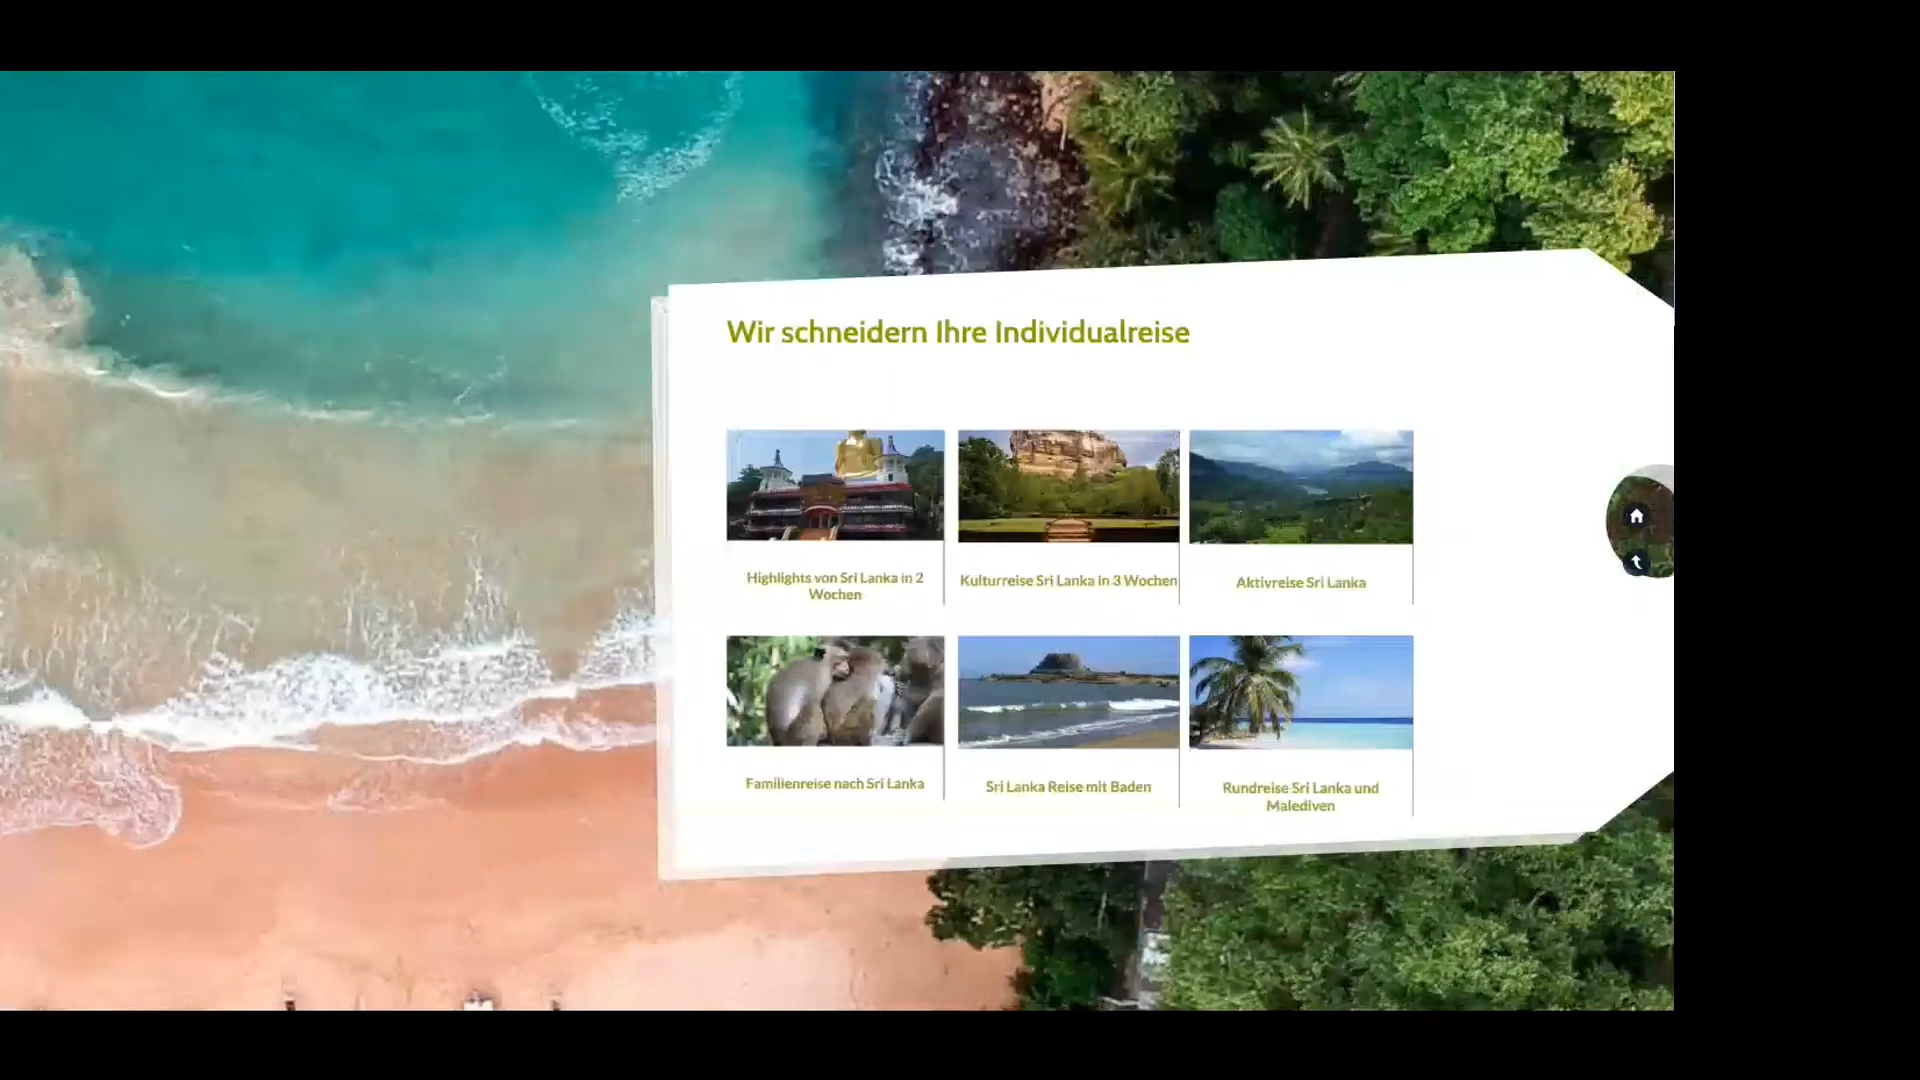 Wir schneidern Ihre Individualreise
Highlights von Sri Lanka in 2
Wochen
Kulturreise Sri Lanka in 3 Wochen
Aktivreise Sri Lanka
Familienreise nach Sri Lanka
Sri Lanka Reise mit Baden
Rundreise Sri Lanka und
Malediven